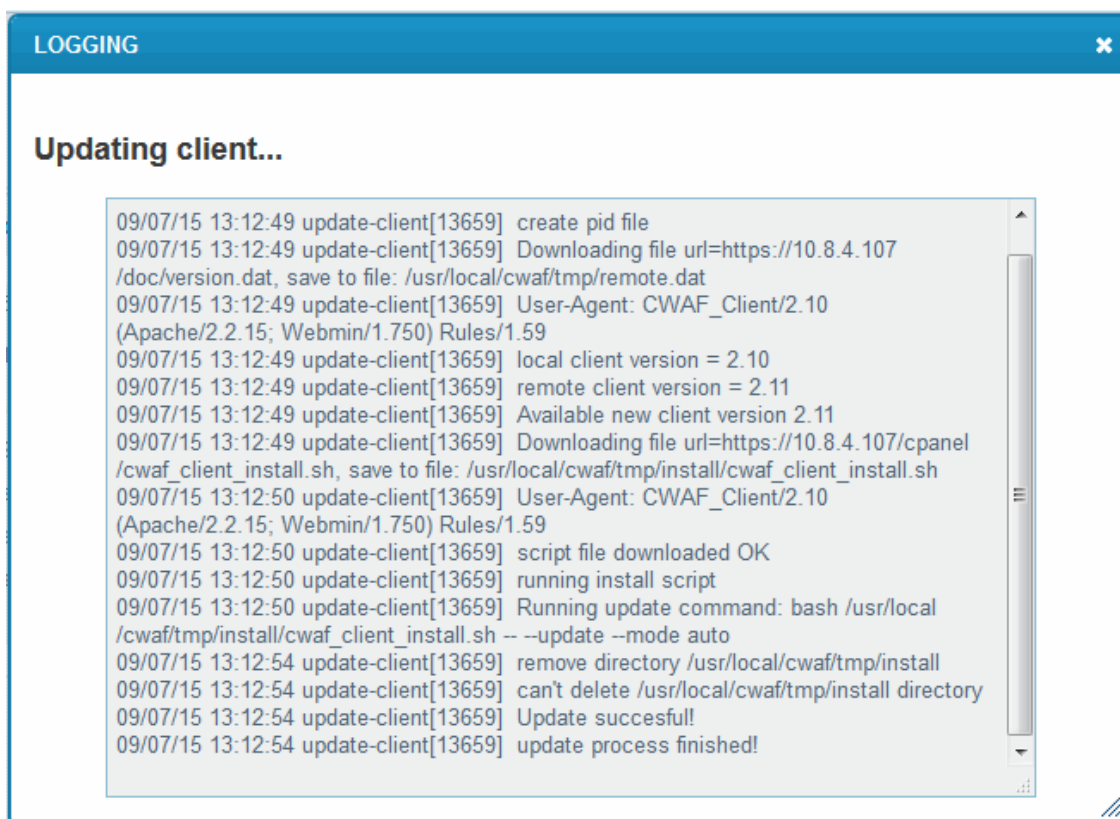 LOGGING
Updating client...
09/07/15 13:12:49 update-client[13659] create pid file
09/07/15 13:12:49 update-client[13659] Downloading file url=https://10.8.4.107
/doc/version.dat, save to file: /usr/local/cwaf/tmp/remote.dat
09/07/15 13:12:49 update-client[13659] User-Agent: CWAF_Client/2.10
(Apache/2.2.15; Webmin/1.750) Rules/1.59
09/07/15 13:12:49 update-client[13659] local client version = 2.10
09/07/15 13:12:49 update-client[13659] remote client version = 2.11
09/07/15 13:12:49 update-client[13659] Available new client version 2.11
09/07/15 13:12:49 update-client[13659] Downloading file url=https://10.8.4.107/cpanel
/cwaf_client_install.sh, save to file: /usr/local/cwaf/tmp/install/cwaf_client_install.sh
09/07/15 13:12:50 update-client[13659] User-Agent: CWAF_Client/2.10
(Apache/2.2.15; Webmin/1.750) Rules/1.59
09/07/15 13:12:50 update-client[13659] script file downloaded OK
09/07/15 13:12:50 update-client[13659] running install script
09/07/15 13:12:50 update-client[13659] Running update command: bash /usr/local
/cwaf/tmp/install/cwaf_client_install.sh -- --update --mode auto
09/07/15 13:12:54 update-client[13659] remove directory /usr/local/cwaf/tmp/install
09/07/15 13:12:54 update-client[13659] can't delete /usr/local/cwaf/tmp/install directory
09/07/15 13:12:54 update-client[13659] Update succesful!
09/07/15 13:12:54 update-client[13659] update process finished!